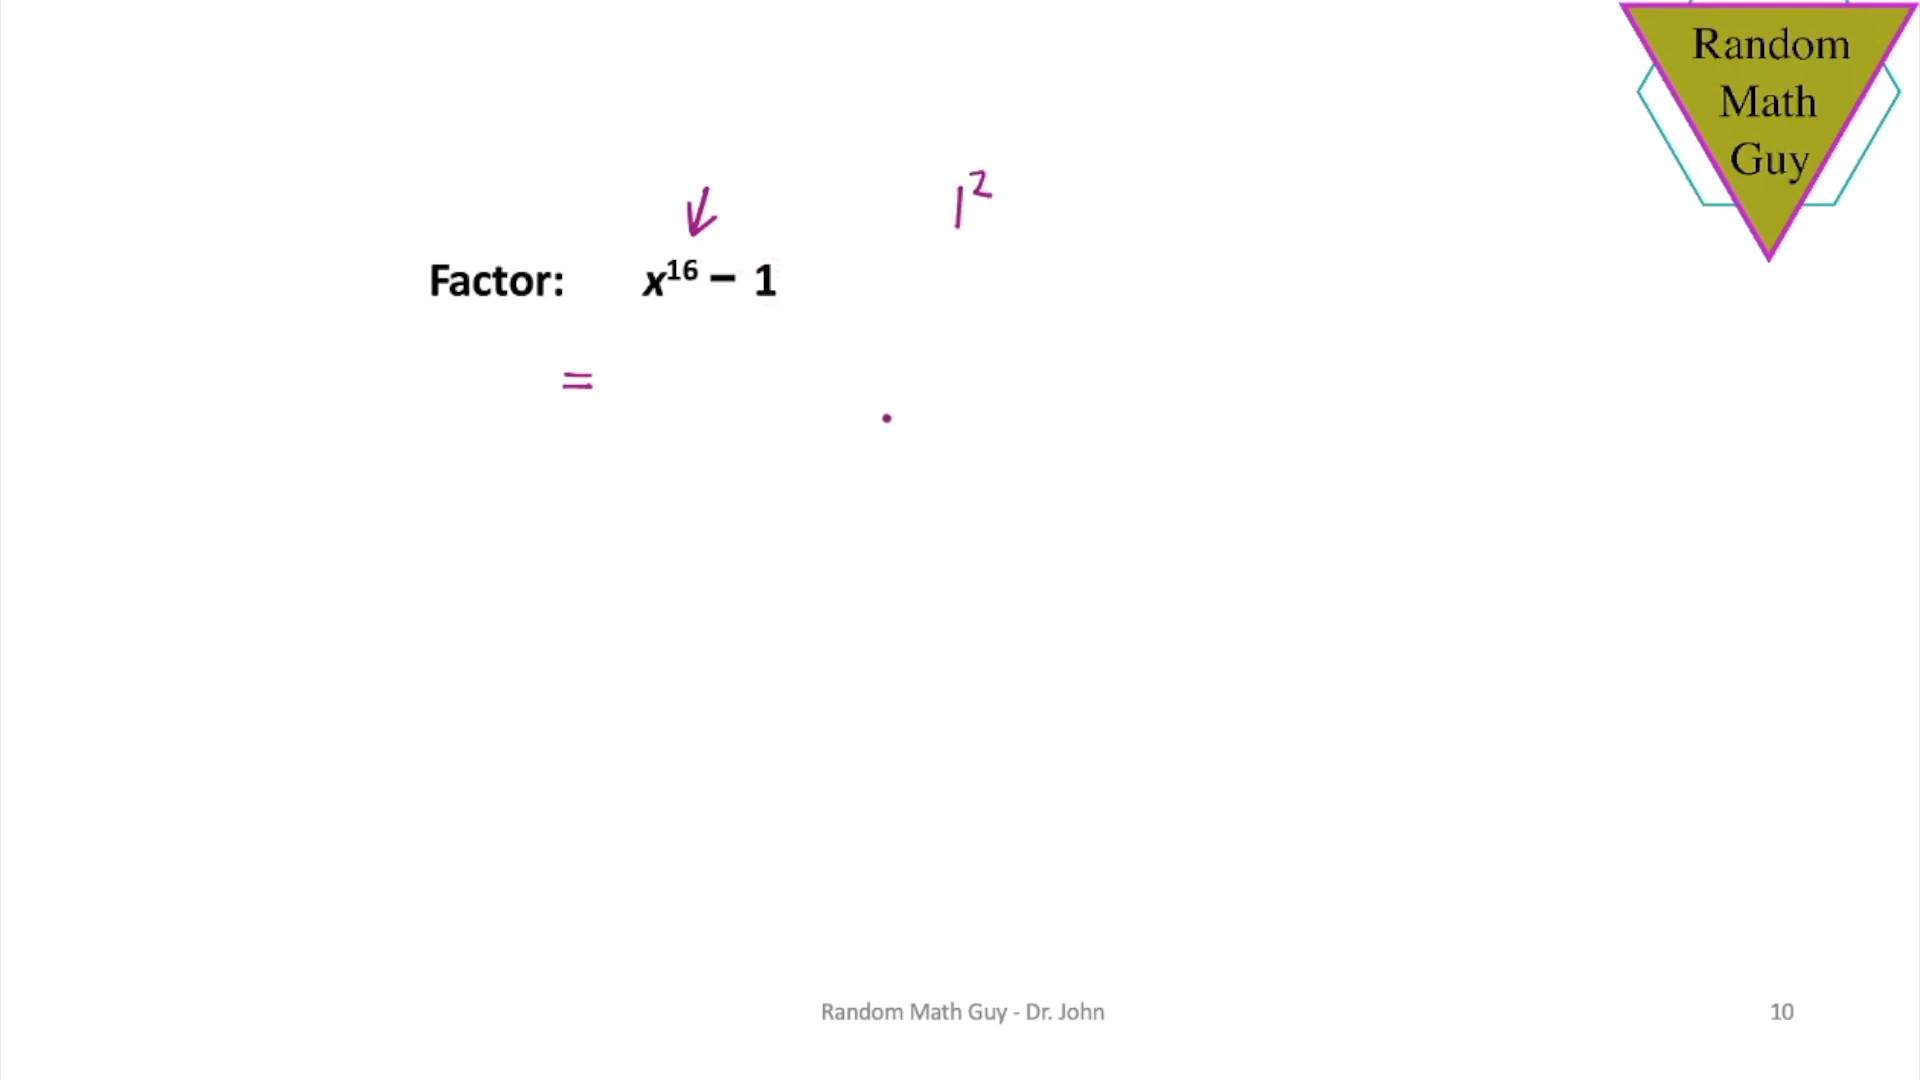 Random
Math
Guy
1²
Factor: x¹⁶ – 1
=
Random Math Guy - Dr. John
10